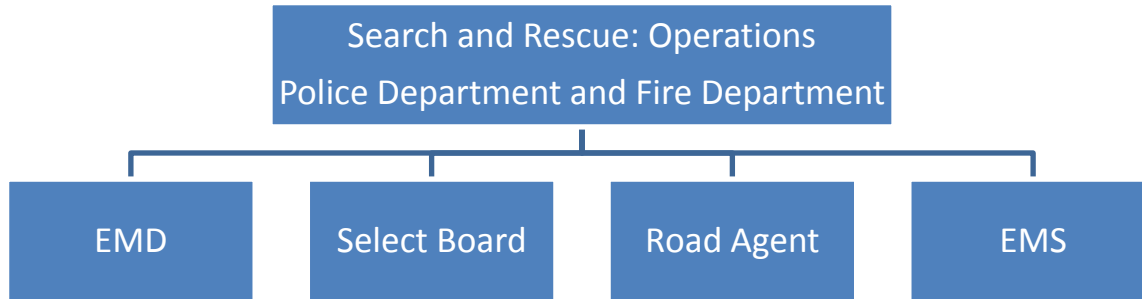 Search and Rescue: Operations
Police Department and Fire Department
EMD
Select Board
Road Agent
EMS